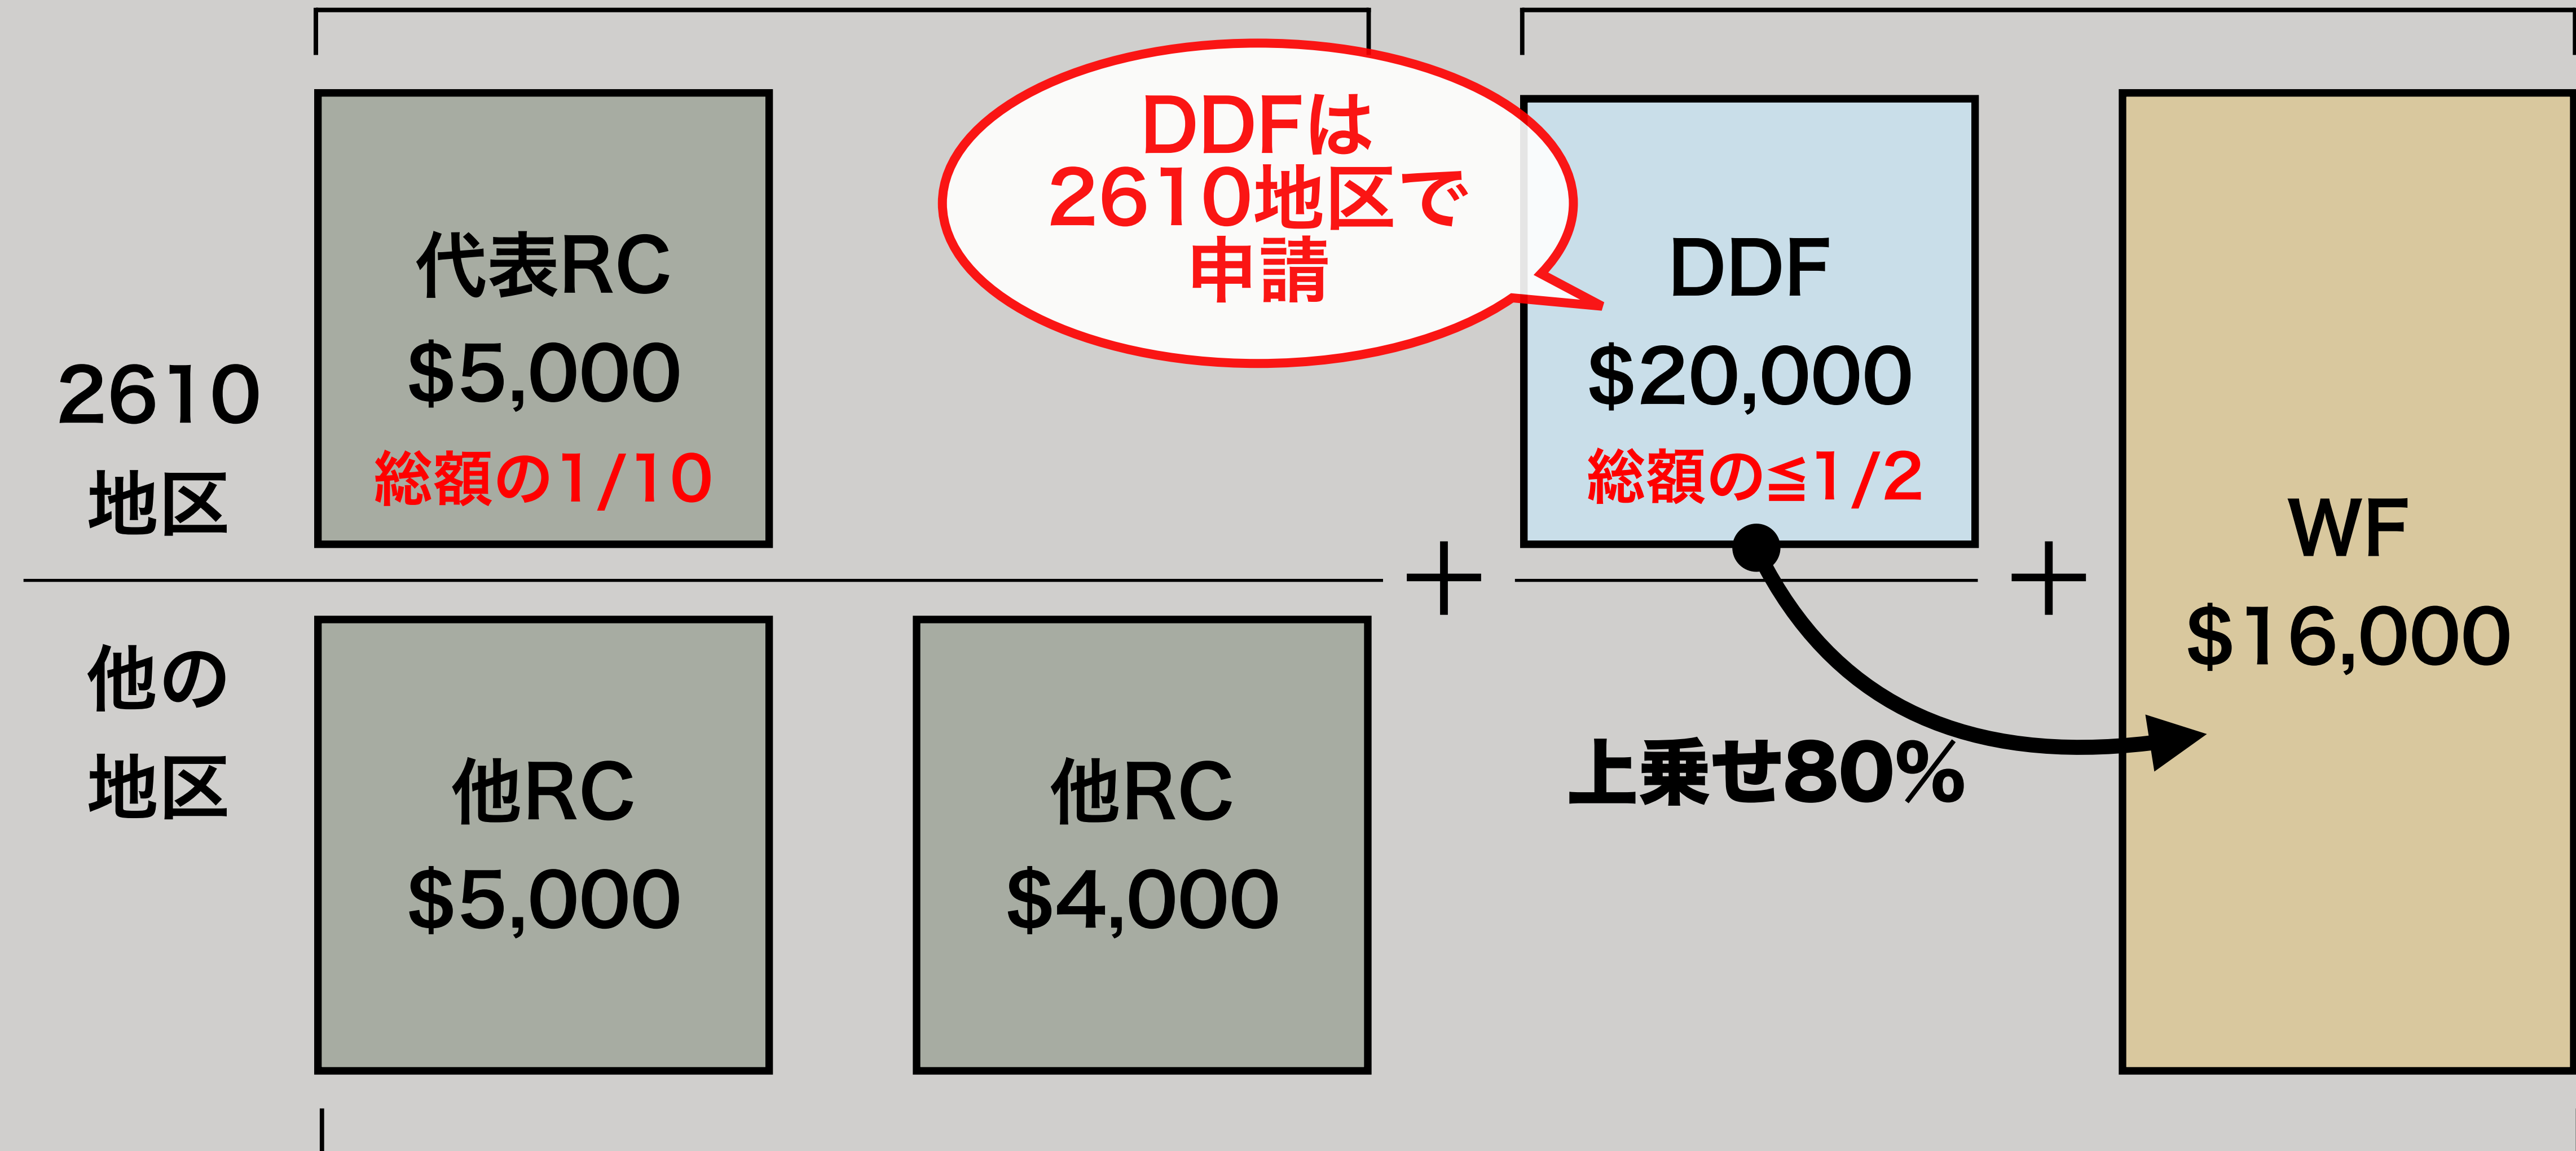 DDFは
2610地区で
申請
2610
地区
代表RC
$5,000
総額の1/10
DDF
$20,000
総額の≦1/2
+
+
WF
$16,000
他の
地区
他RC
$5,000
他RC
$4,000
上乗せ80%